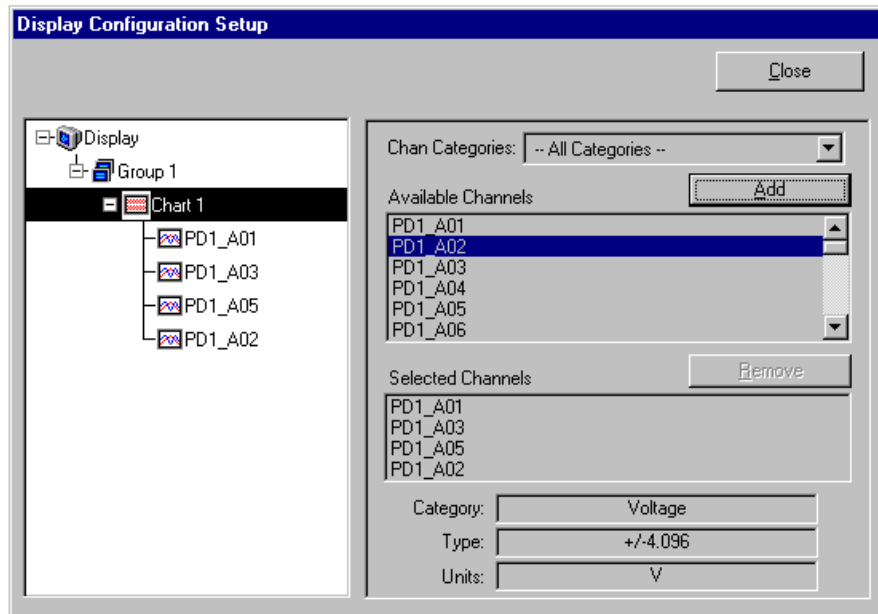 Display Configuration Setup
Close
Display
Group 1
Chart 1
PD1_A01
PD1_A03
PD1_A05
PD1_A02
Chan Categories: -- All Categories --
Available Channels
Add
PD1_A01
PD1_A02
PD1_A03
PD1_A04
PD1_A05
PD1_A06
Selected Channels
Remove
PD1_A01
PD1_A03
PD1_A05
PD1_A02
Category: Voltage
Type: +/-4.096
Units: V